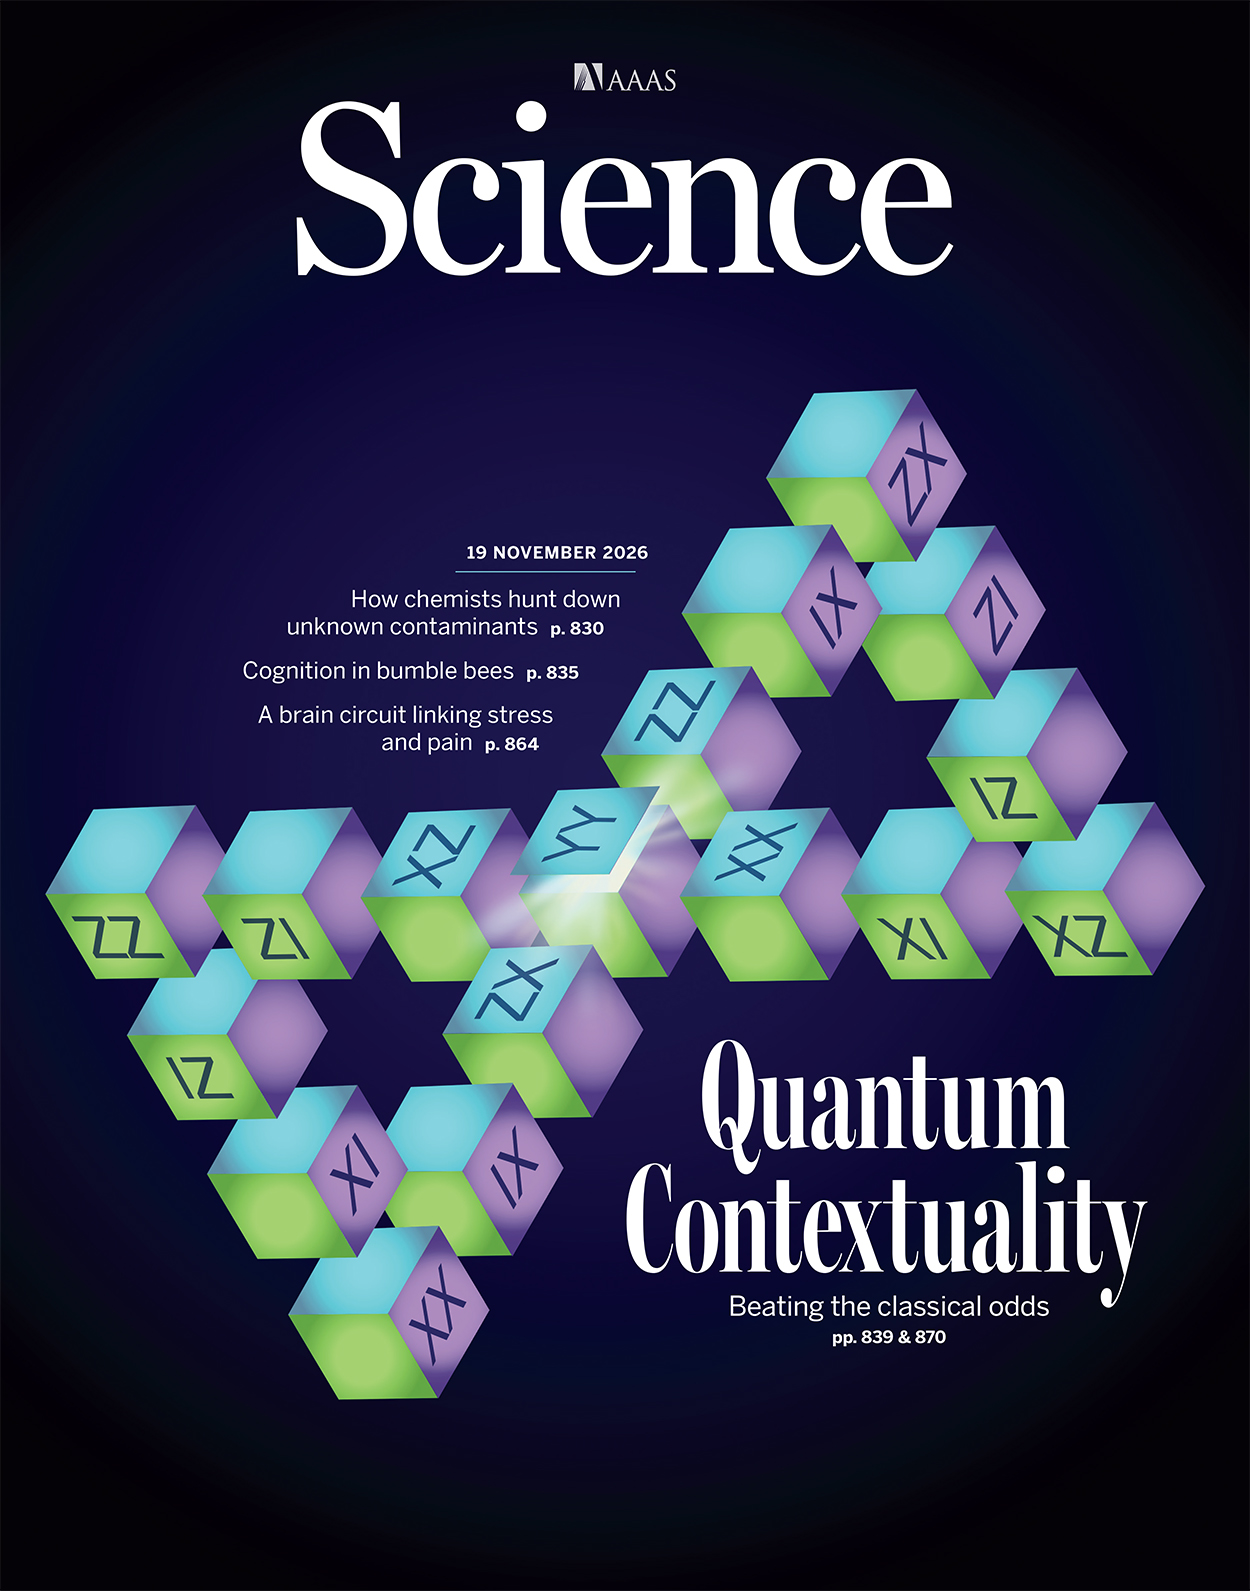 AAAS
Science
19 NOVEMBER 2026
How chemists hunt down
unknown contaminants p. 830
Cognition in bumble bees p. 835
A brain circuit linking stress
and pain p. 864
ZX
IX
ZI
ZZ
IZ
ZZ
ZI
XZ
YY
XX
XI
XZ
IZ
ZX
XI
IX
XX
Quantum
Contextuality
Beating the classical odds
pp. 839 & 870